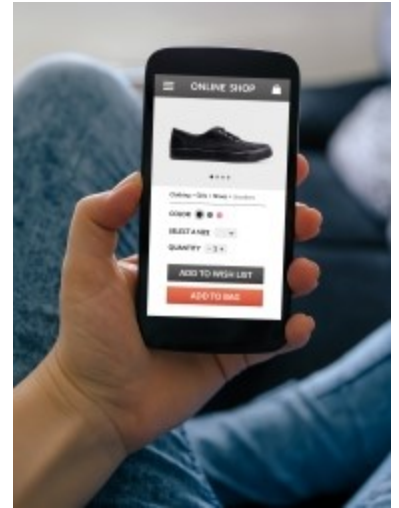 ONLINE SHOP
COLOR
SELECT A SIZE
QUANTITY
ADD TO WISH LIST
ADD TO BAG